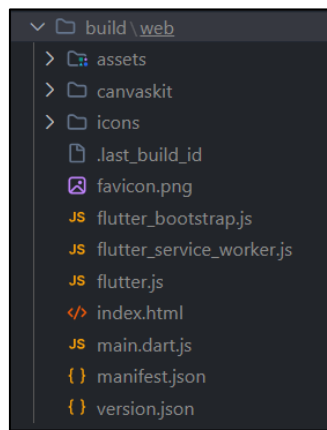 build\web
assets
canvaskit
icons
.last_build_id
favicon.png
JS flutter_bootstrap.js
JS flutter_service_worker.js
JS flutter.js
</> index.html
JS main.dart.js
{} manifest.json
{} version.json